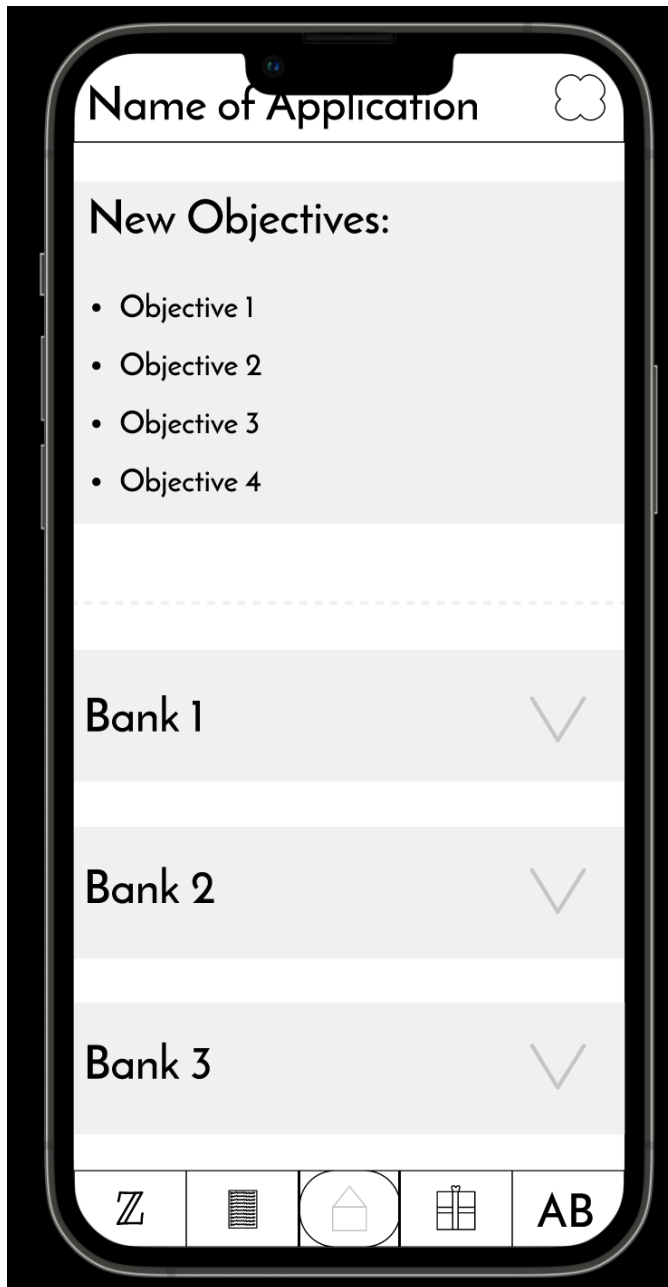 Name of Application
New Objectives:
• Objective 1
• Objective 2
• Objective 3
• Objective 4
Bank 1
Bank 2
Bank 3
ℤ AB